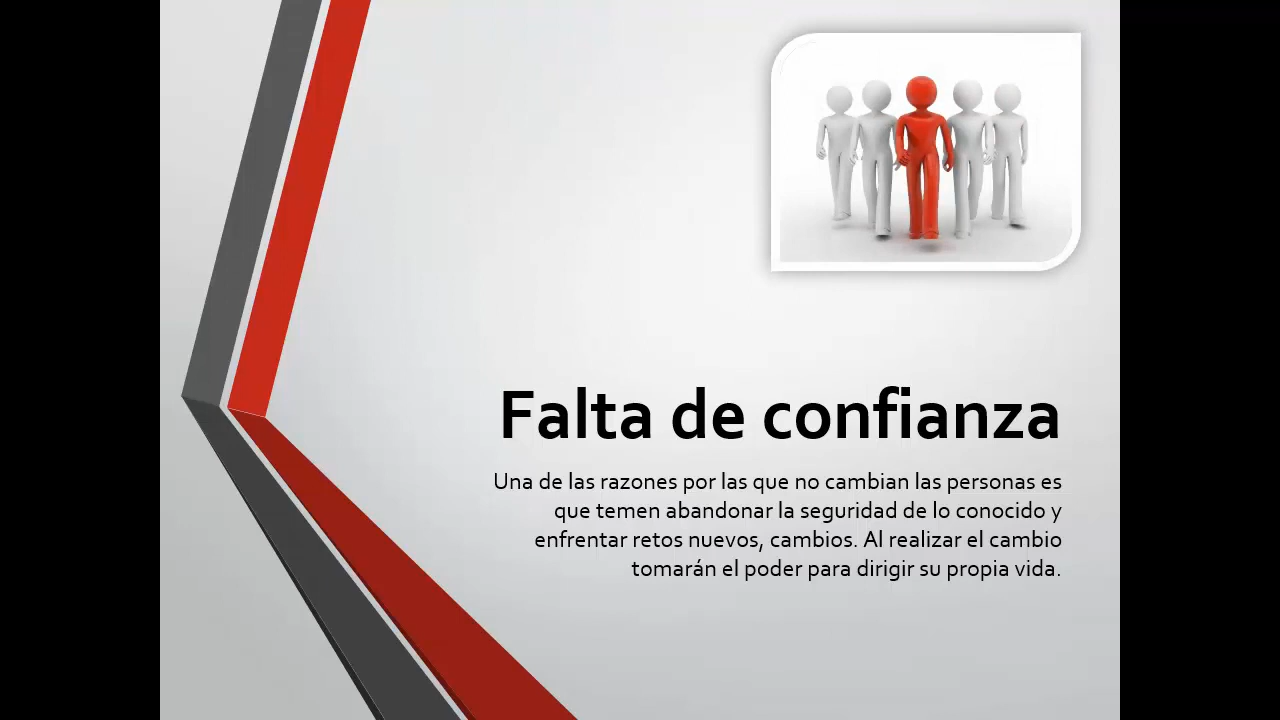 Falta de confianza
Una de las razones por las que no cambian las personas es
que temen abandonar la seguridad de lo conocido y
enfrentar retos nuevos, cambios. Al realizar el cambio
tomarán el poder para dirigir su propia vida.